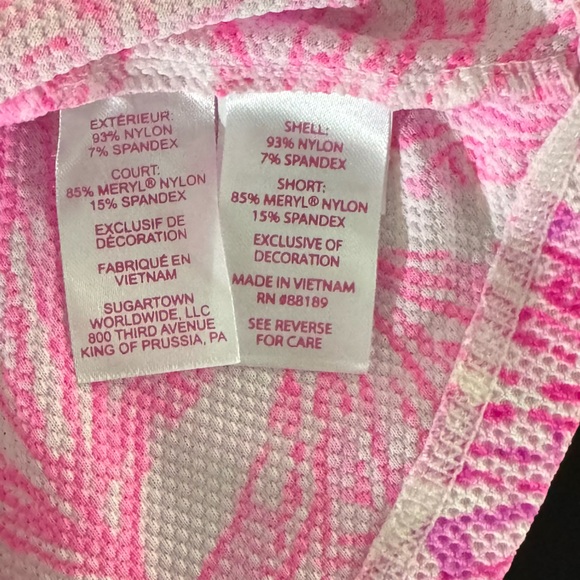 EXTÉRIEUR:
93% NYLON
7% SPANDEX
COURT:
85% MERYL® NYLON
15% SPANDEX
EXCLUSIF DE
DÉCORATION
FABRIQUÉ EN
VIETNAM
SUGARTOWN
WORLDWIDE, LLC
800 THIRD AVENUE
KING OF PRUSSIA, PA
SHELL:
93% NYLON
7% SPANDEX
SHORT:
85% MERYL® NYLON
15% SPANDEX
EXCLUSIVE OF
DECORATION
MADE IN VIETNAM
RN #88189
SEE REVERSE
FOR CARE